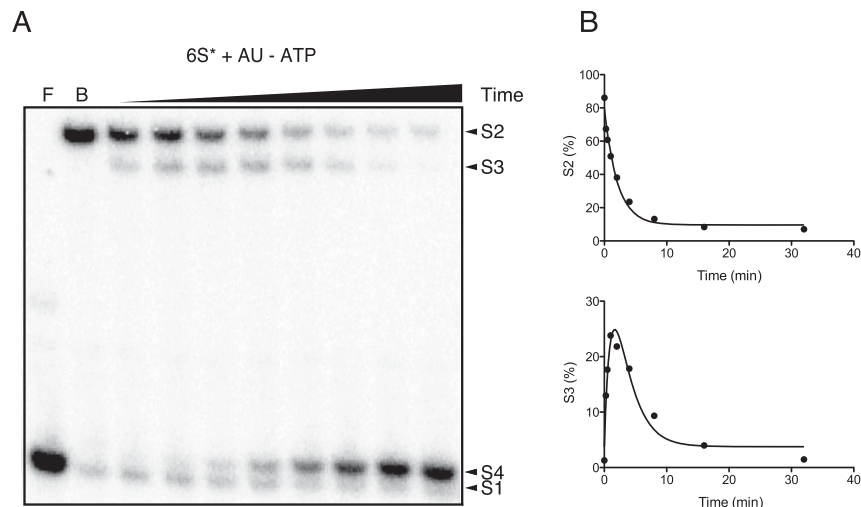 A
6S* + AU - ATP
F B
Time
S2
S3
S4
S1
B
100
80
60
40
20
0
S2 (%)
0 10 20 30 40
Time (min)
30
20
10
0
S3 (%)
0 10 20 30 40
Time (min)